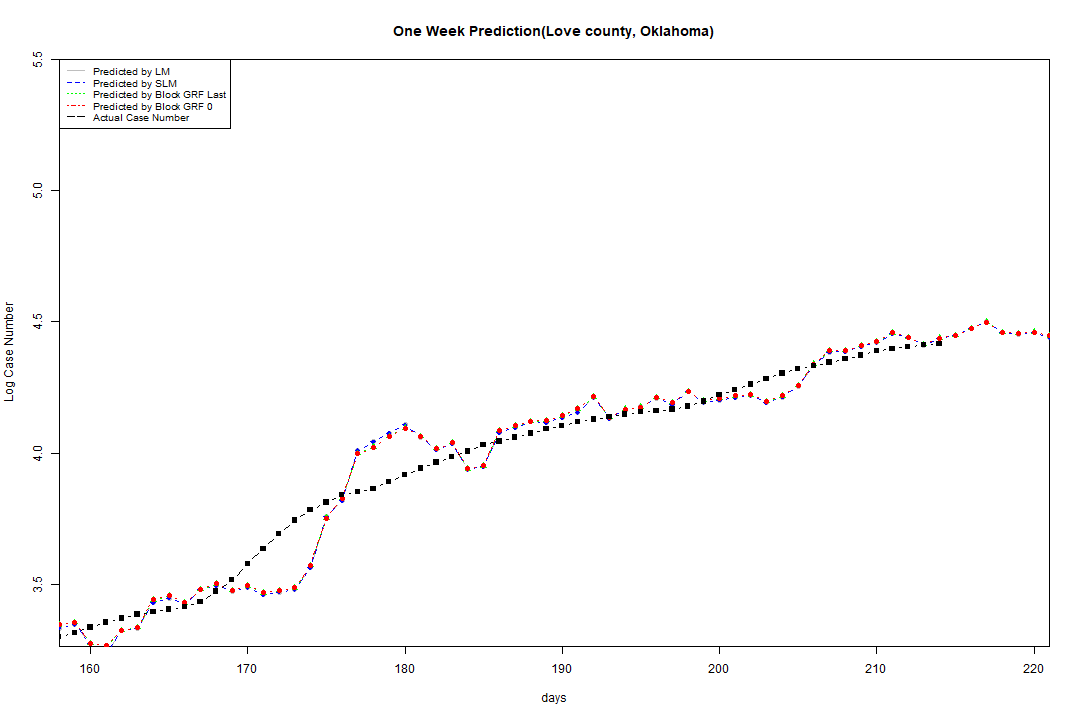 One Week Prediction(Love county, Oklahoma)
Predicted by LM
Predicted by SLM
Predicted by Block GRF Last
Predicted by Block GRF 0
Actual Case Number
5.5
5.0
4.5
4.0
3.5
Log Case Number
160 170 180 190 200 210 220
days